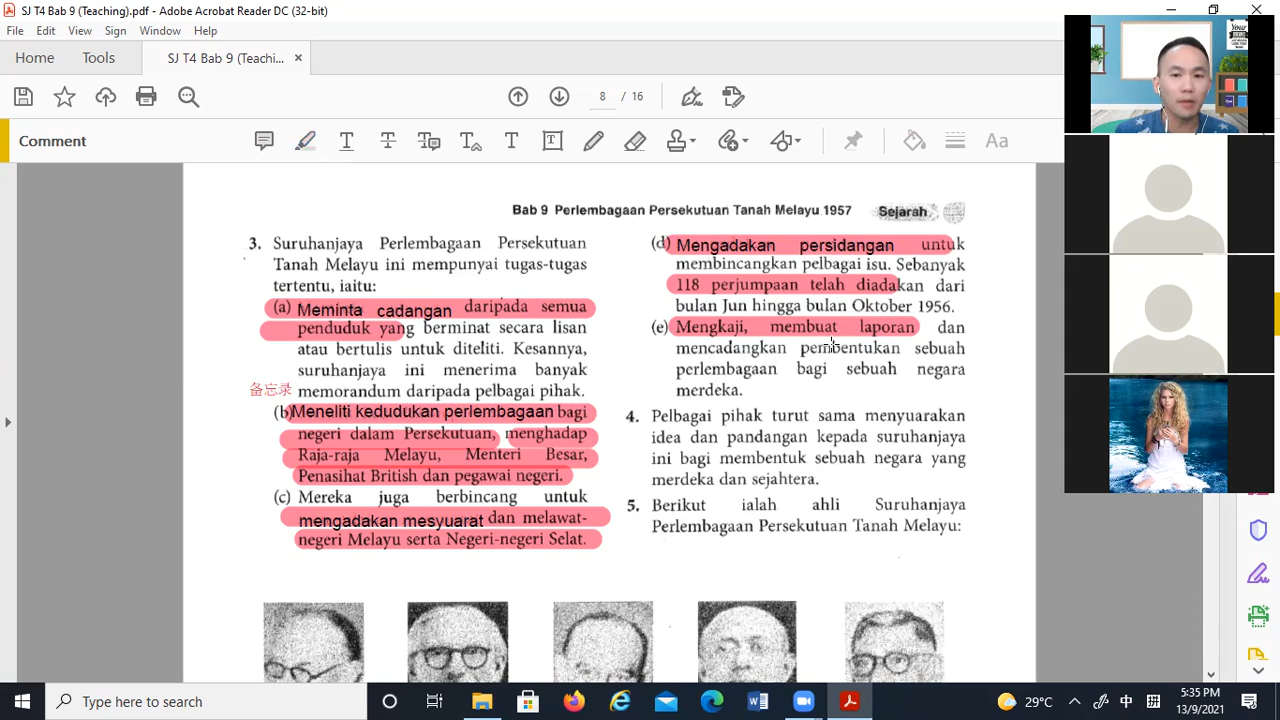 SJ T4 Bab 9 (Teaching).pdf - Adobe Acrobat Reader DC (32-bit)
File Edit View Sign Window Help
Home Tools SJ T4 Bab 9 (Teachi... ×
8 / 16
Comment
Bab 9 Perlembagaan Persekutuan Tanah Melayu 1957 Sejarah
3. Suruhanjaya Perlembagaan Persekutuan
Tanah Melayu ini mempunyai tugas-tugas
tertentu, iaitu:
(a) Meminta cadangan daripada semua
penduduk yang berminat secara lisan
atau bertulis untuk diteliti. Kesannya,
suruhanjaya ini menerima banyak
备忘录 memorandum daripada pelbagai pihak.
(b) Meneliti kedudukan perlembagaan bagi
negeri dalam Persekutuan, menghadap
Raja-raja Melayu, Menteri Besar,
Penasihat British dan pegawai negeri.
(c) Mereka juga berbincang untuk
mengadakan mesyuarat dan melawat-
negeri Melayu serta Negeri-negeri Selat.
(d) Mengadakan persidangan untuk
membincangkan pelbagai isu. Sebanyak
118 perjumpaan telah diadakan dari
bulan Jun hingga bulan Oktober 1956.
(e) Mengkaji, membuat laporan dan
mencadangkan pembentukan sebuah
perlembagaan bagi sebuah negara
merdeka.
4. Pelbagai pihak turut sama menyuarakan
idea dan pandangan kepada suruhanjaya
ini bagi membentuk sebuah negara yang
merdeka dan sejahtera.
5. Berikut ialah ahli Suruhanjaya
Perlembagaan Persekutuan Tanah Melayu:
Type here to search
29°C
中
拼
5:35 PM
13/9/2021